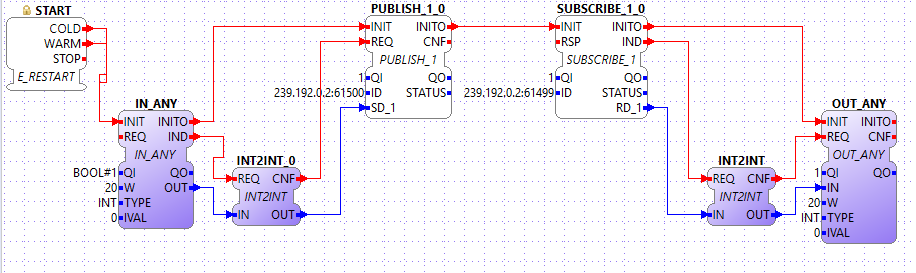 START
COLD
WARM
STOP
E_RESTART
IN_ANY
INIT INITO
REQ IND
IN_ANY
BOOL#1 QI QO
20 W OUT
INT TYPE
0 IVAL
INT2INT_0
REQ CNF
INT2INT
IN OUT
PUBLISH_1_0
INIT INITO
REQ CNF
PUBLISH_1
1 QI QO
239.192.0.2:61500 ID STATUS
SD_1
SUBSCRIBE_1_0
INIT INITO
RSP IND
SUBSCRIBE_1
1 QI QO
239.192.0.2:61499 ID STATUS
RD_1
INT2INT
REQ CNF
INT2INT
IN OUT
OUT_ANY
INIT INITO
REQ CNF
OUT_ANY
1 QI QO
IN
20 W
INT TYPE
0 IVAL